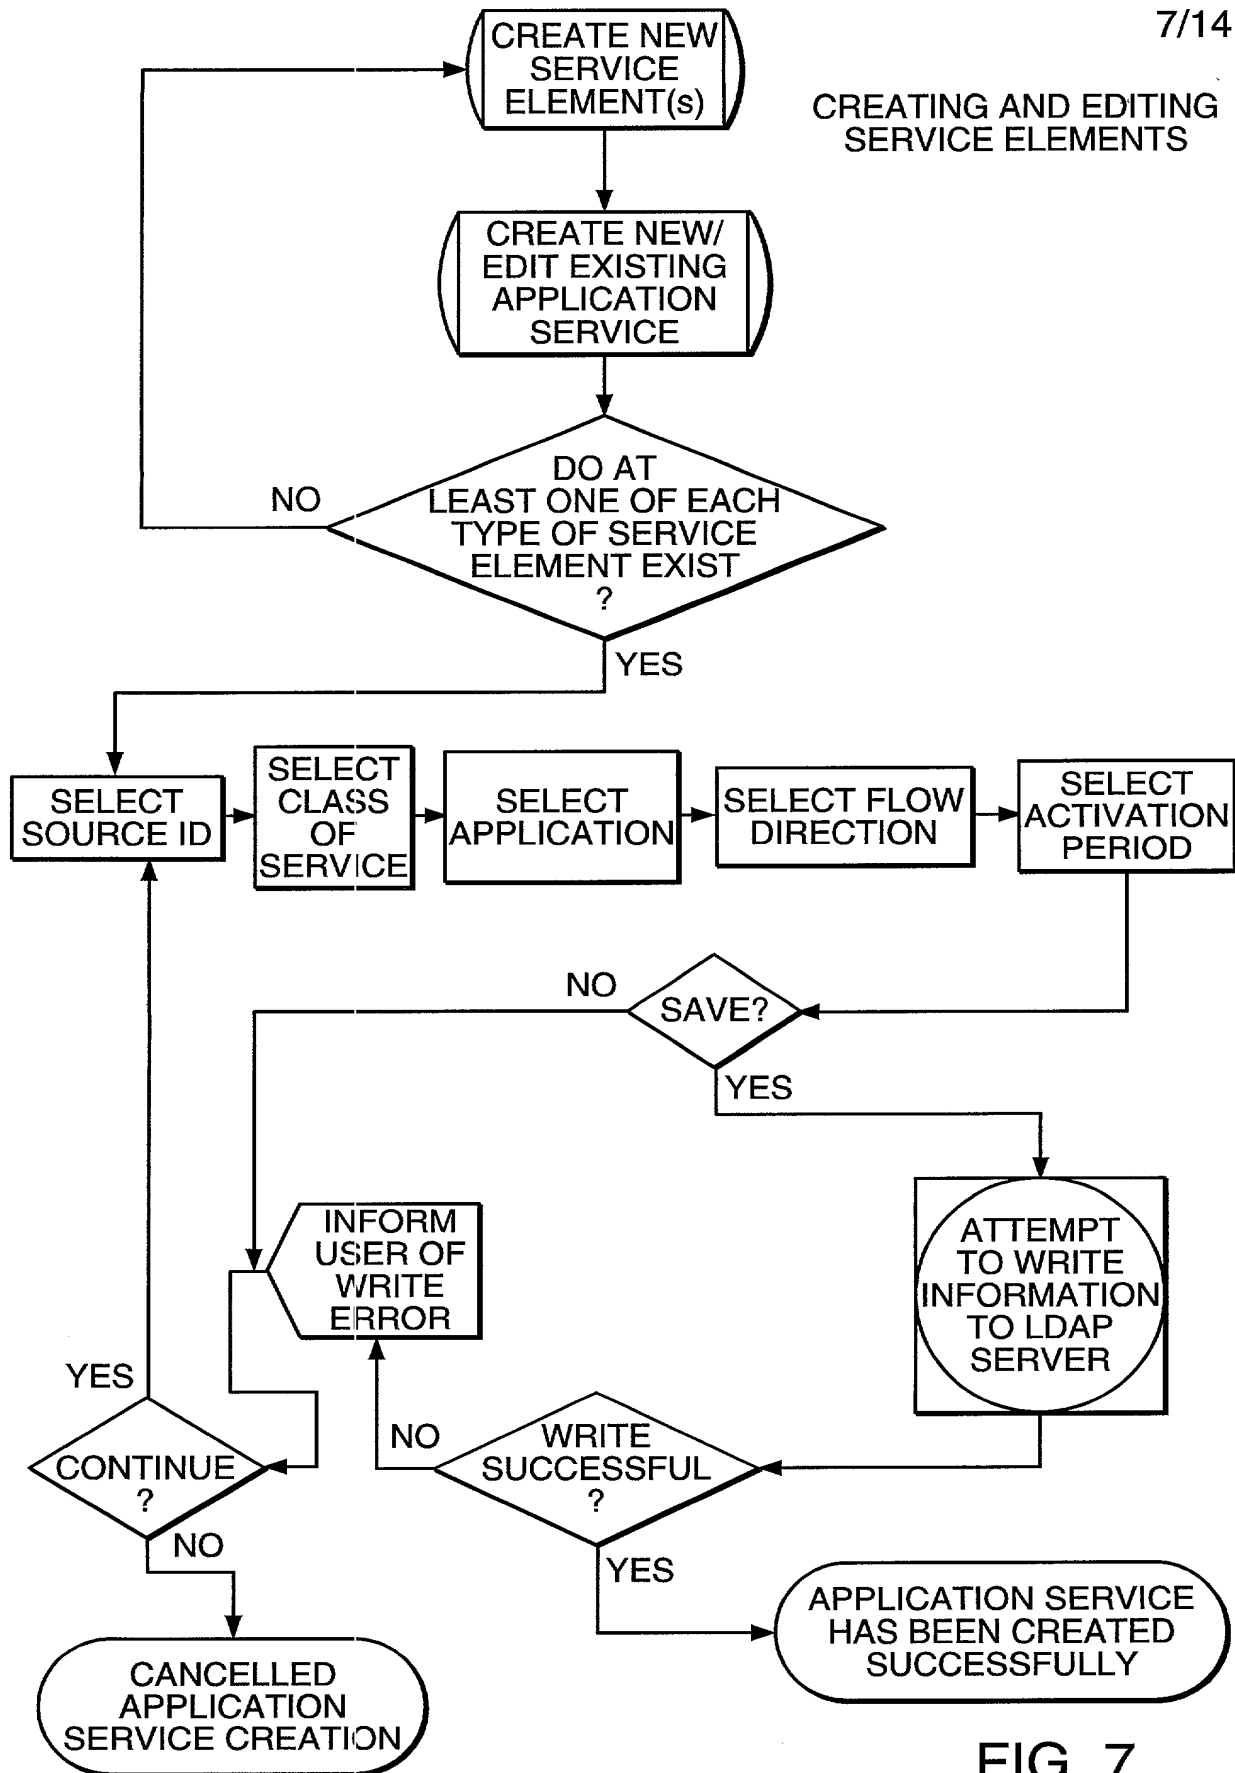 7/14
CREATE NEW
SERVICE
ELEMENT(s)
CREATING AND EDITING
SERVICE ELEMENTS
CREATE NEW/
EDIT EXISTING
APPLICATION
SERVICE
DO AT
LEAST ONE OF EACH
TYPE OF SERVICE
ELEMENT EXIST
?
NO
YES
SELECT
SOURCE ID
SELECT
CLASS
OF
SERVICE
SELECT
APPLICATION
SELECT FLOW
DIRECTION
SELECT
ACTIVATION
PERIOD
NO
SAVE?
YES
INFORM
USER OF
WRITE
ERROR
ATTEMPT
TO WRITE
INFORMATION
TO LDAP
SERVER
YES
CONTINUE
?
NO
NO
WRITE
SUCCESSFUL
?
YES
CANCELLED
APPLICATION
SERVICE CREATION
APPLICATION SERVICE
HAS BEEN CREATED
SUCCESSFULLY
FIG. 7